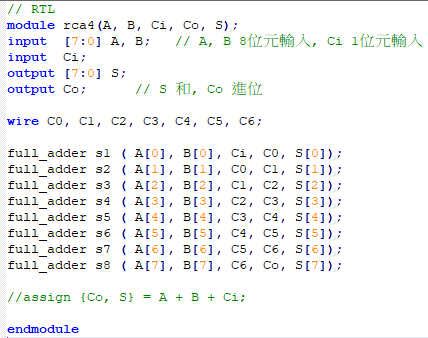 // RTL
module rca4(A, B, Ci, Co, S);
input  [7:0] A, B;   // A, B 8位元輸入, Ci 1位元輸入
input  Ci;
output [7:0] S;
output Co;      // S 和, Co 進位
wire C0, C1, C2, C3, C4, C5, C6;
full_adder s1 ( A[0], B[0], Ci, C0, S[0]);
full_adder s2 ( A[1], B[1], C0, C1, S[1]);
full_adder s3 ( A[2], B[2], C1, C2, S[2]);
full_adder s4 ( A[3], B[3], C2, C3, S[3]);
full_adder s5 ( A[4], B[4], C3, C4, S[4]);
full_adder s6 ( A[5], B[5], C4, C5, S[5]);
full_adder s7 ( A[6], B[6], C5, C6, S[6]);
full_adder s8 ( A[7], B[7], C6, Co, S[7]);
//assign {Co, S} = A + B + Ci;
endmodule